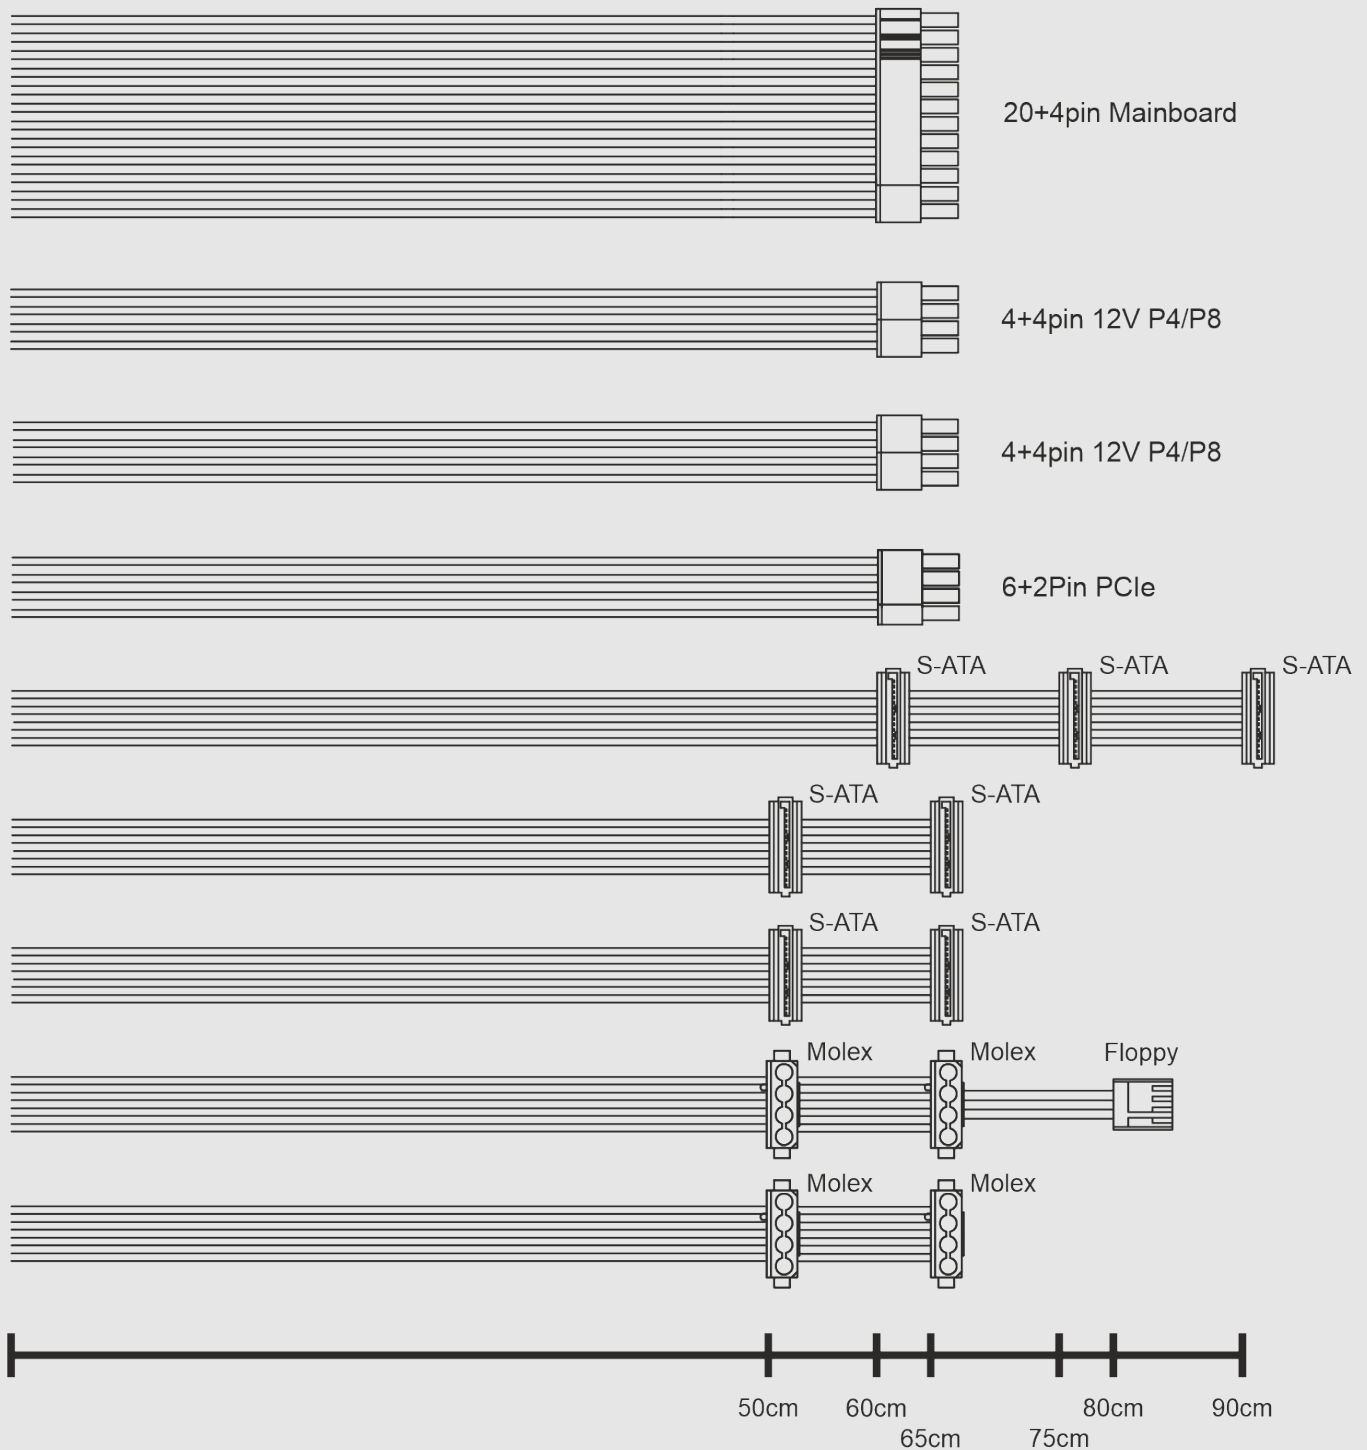 20+4pin Mainboard
4+4pin 12V P4/P8
4+4pin 12V P4/P8
6+2Pin PCIe
S-ATA S-ATA S-ATA
S-ATA S-ATA
S-ATA S-ATA
Molex Molex Floppy
Molex Molex
50cm 60cm 80cm 90cm
65cm 75cm